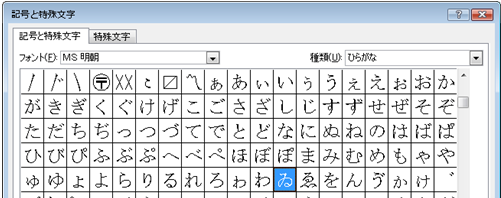 記号と特殊文字
記号と特殊文字 特殊文字
フォント(F): MS 明朝 種類(U): ひらがな
〳 〴 〵 〶 〷 〻 〼 〽 ぁ あ ぃ い ぅ う ぇ え ぉ お か
が き ぎ く ぐ け げ こ ご さ ざ し じ す ず せ ぜ そ ぞ
た だ ち ぢ っ つ づ て で と ど な に ぬ ね の は ば ぱ
ひ び ぴ ふ ぶ ぷ へ べ ぺ ほ ぼ ぽ ま み む め も ゃ や
ゅ ゆ ょ よ ら り る れ ろ ゎ わ ゐ ゑ を ん ゔ ゕ ゖ ゛